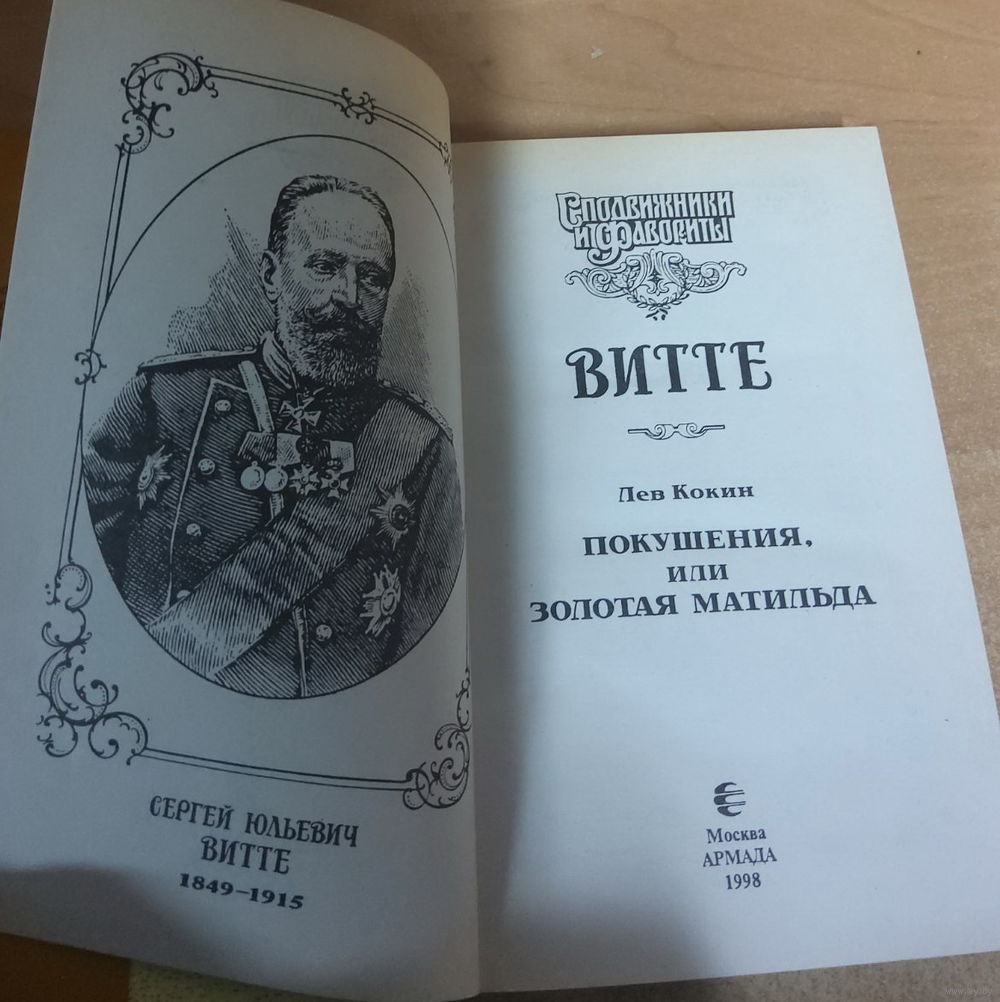 СЕРГЕЙ ЮЛЬЕВИЧ
ВИТТЕ
1849–1915
Сподвижники
и Фавориты
ВИТТЕ
Лев Кокин
ПОКУШЕНИЯ,
ИЛИ
ЗОЛОТАЯ МАТИЛЬДА
Москва
АРМАДА
1998